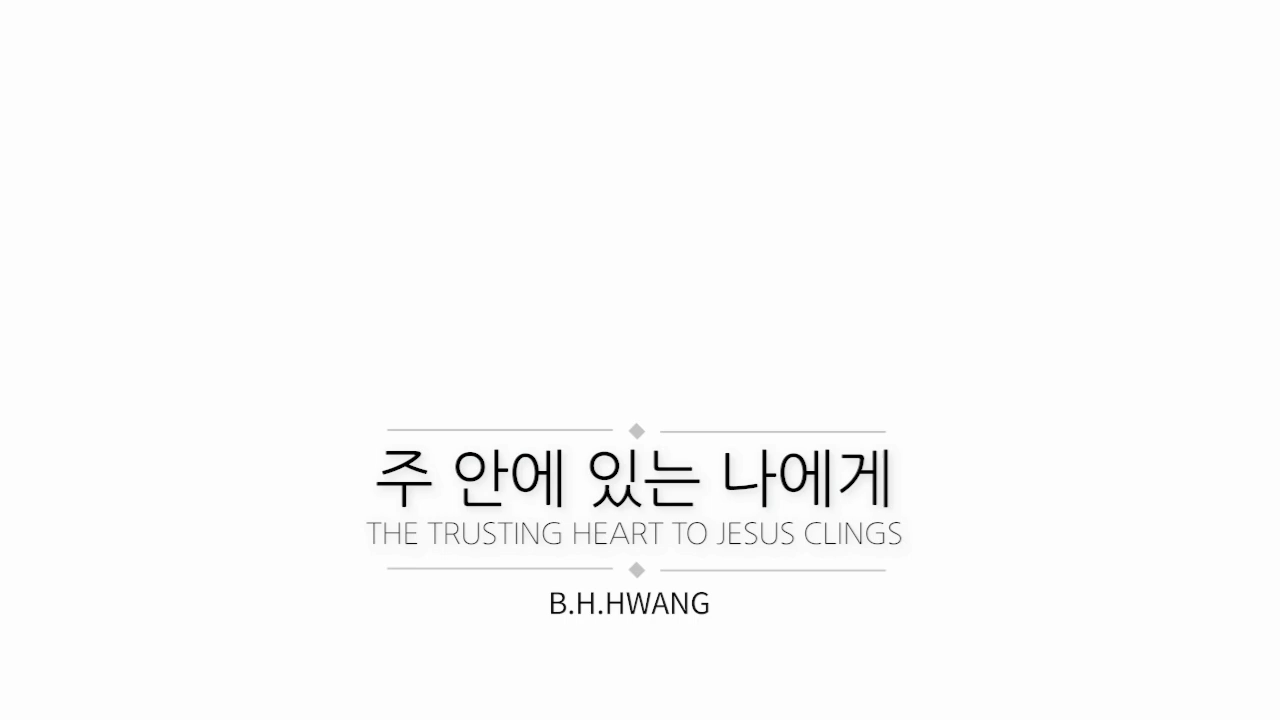 주 안에 있는 나에게
THE TRUSTING HEART TO JESUS CLINGS
B.H.HWANG